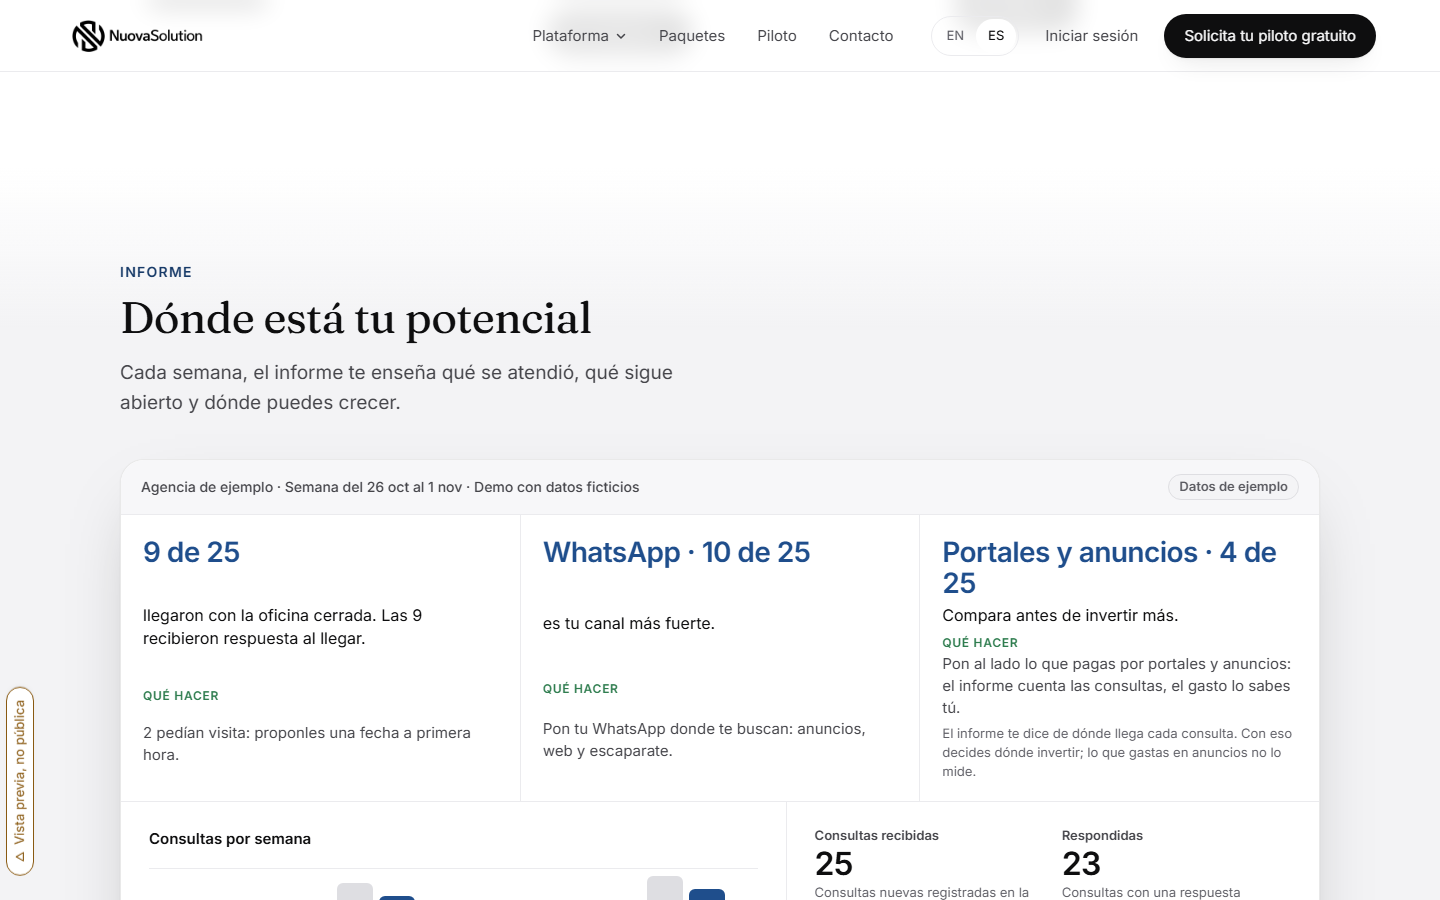 NuovaSolution
Plataforma
Paquetes
Piloto
Contacto
EN
ES
Iniciar sesión
Solicita tu piloto gratuito
INFORME
Dónde está tu potencial
Cada semana, el informe te enseña qué se atendió, qué sigue
abierto y dónde puedes crecer.
Agencia de ejemplo · Semana del 26 oct al 1 nov · Demo con datos ficticios
Datos de ejemplo
9 de 25
llegaron con la oficina cerrada. Las 9
recibieron respuesta al llegar.
QUÉ HACER
2 pedían visita: proponles una fecha a primera
hora.
WhatsApp · 10 de 25
es tu canal más fuerte.
QUÉ HACER
Pon tu WhatsApp donde te buscan: anuncios,
web y escaparate.
Portales y anuncios · 4 de
25
Compara antes de invertir más.
QUÉ HACER
Pon al lado lo que pagas por portales y anuncios:
el informe cuenta las consultas, el gasto lo sabes
tú.
El informe te dice de dónde llega cada consulta. Con eso
decides dónde invertir; lo que gastas en anuncios no lo
mide.
Vista previa, no pública
Consultas por semana
Consultas recibidas
25
Consultas nuevas registradas en la
Respondidas
23
Consultas con una respuesta